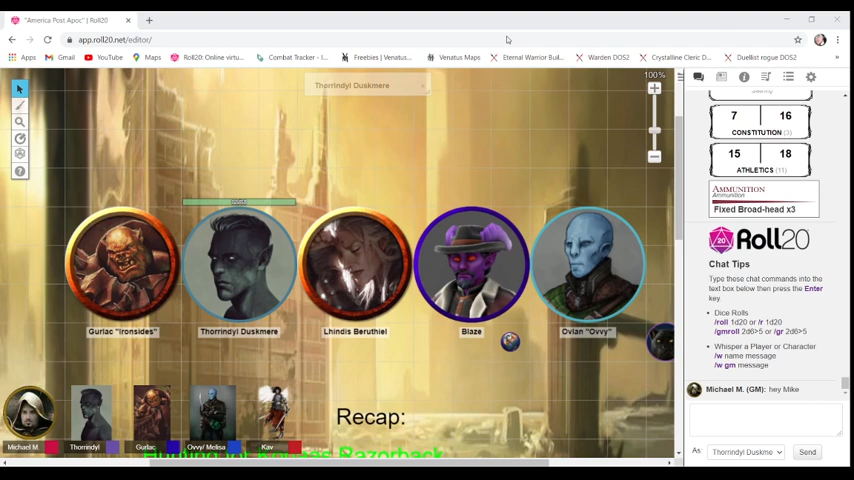 "America Post Apoc" | Roll20
app.roll20.net/editor/
Apps
Gmail
YouTube
Maps
Roll20: Online virtu...
Combat Tracker - I...
Freebies | Venatus...
Venatus Maps
Eternal Warrior Buil...
Warden DOS2
Crystalline Cleric D...
Duellist rogue DOS2
»
Thorrindyl Duskmere
100%
7 16
CONSTITUTION (3)
15 18
ATHLETICS (11)
AMMUNITION
Ammunition
Fixed Broad-head x3
20 Roll20
Chat Tips
Type these chat commands into the
text box below then press the Enter
key.
• Dice Rolls
/roll 1d20 or /r 1d20
/gmroll 2d6>5 or /gr 2d6>5
• Whisper a Player or Character
/w name message
/w gm message
Michael M. (GM): hey Mike
As: Thorrindyl Duskme
Send
Gurlac "Ironsides"
Thorrindyl Duskmere
Lhindis Beruthiel
Blaze
Ovlan "Ovvy"
Recap:
Michael M
Thorrindyl
Gurlac
Ovvy/ Melisa
Kav
Razorback